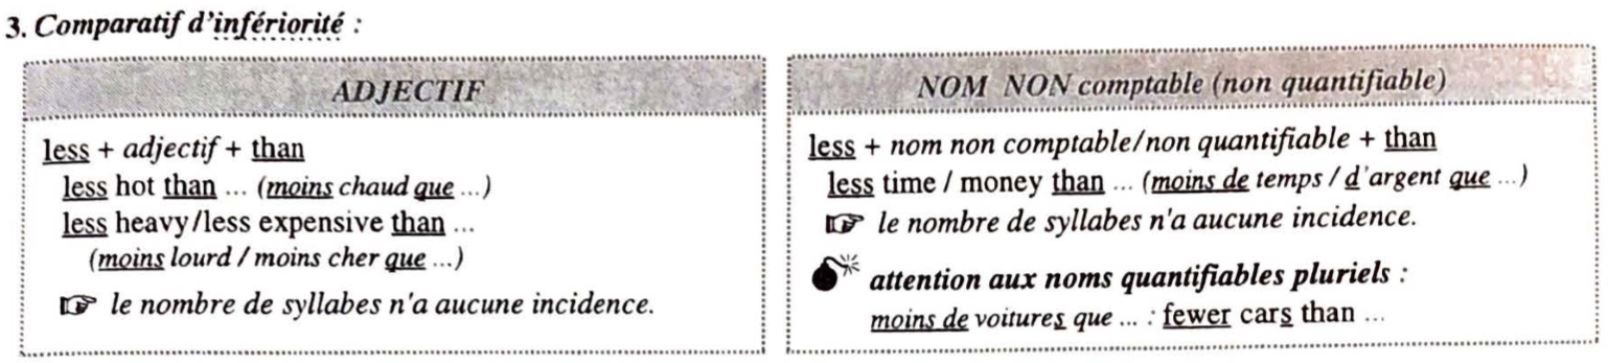 3. Comparatif d'infériorité :
ADJECTIF
less + adjectif + than
less hot than ... (moins chaud que ...)
less heavy/less expensive than ...
(moins lourd / moins cher que ...)
☞ le nombre de syllabes n'a aucune incidence.
NOM NON comptable (non quantifiable)
less + nom non comptable/non quantifiable + than
less time / money than ... (moins de temps / d'argent que ...)
☞ le nombre de syllabes n'a aucune incidence.
💣 attention aux noms quantifiables pluriels :
moins de voitures que ... : fewer cars than ...